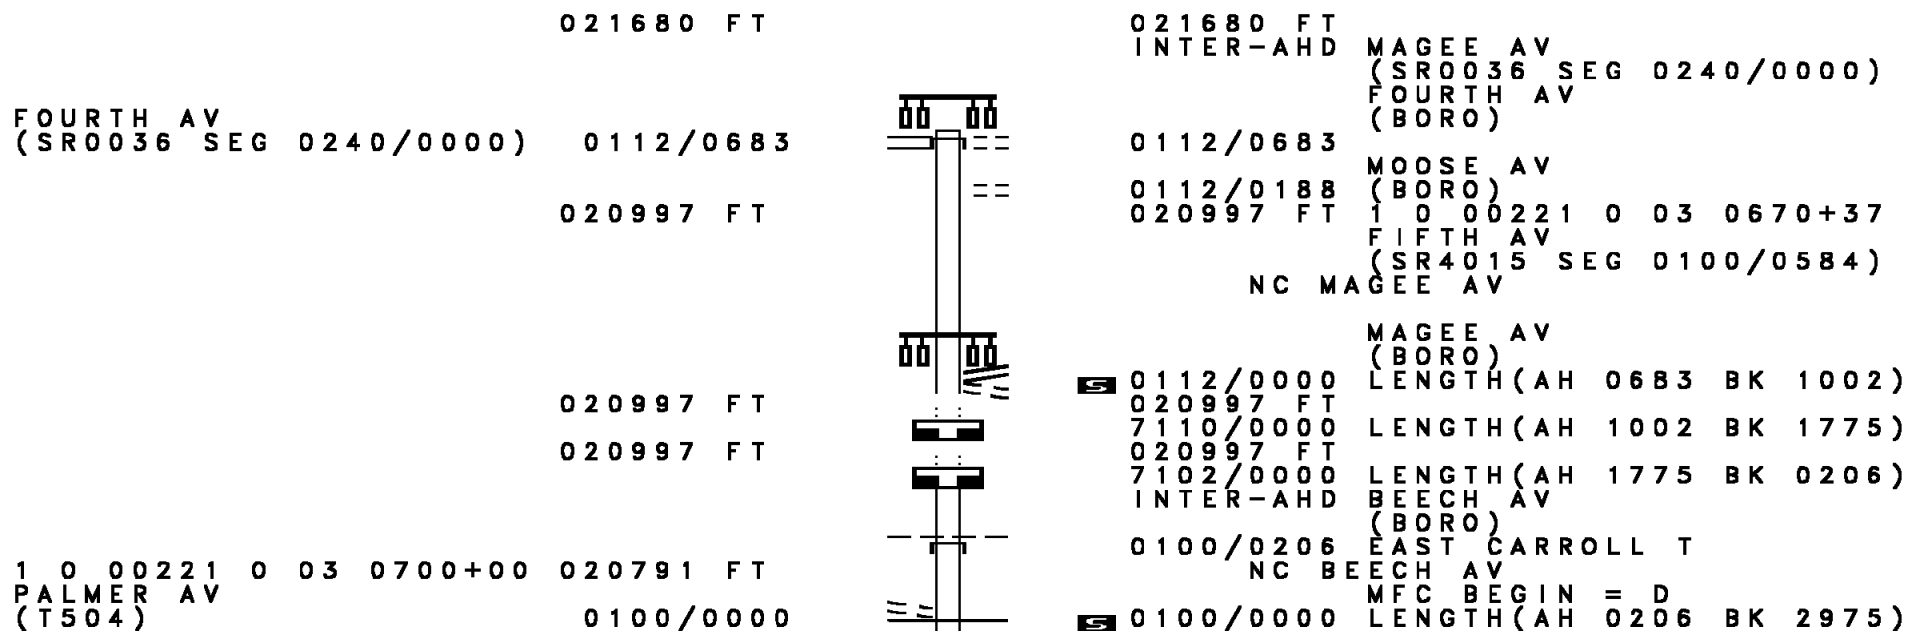 021680 FT 021680 FT
INTER-AHD MAGEE AV
(SR0036 SEG 0240/0000)
FOURTH AV
FOURTH AV (BORO)
(SR0036 SEG 0240/0000) 0112/0683 0112/0683
MOOSE AV
0112/0188 (BORO)
020997 FT 020997 FT 1 0 00221 0 03 0670+37
FIFTH AV
(SR4015 SEG 0100/0584)
NC MAGEE AV
MAGEE AV
(BORO)
S 0112/0000 LENGTH(AH 0683 BK 1002)
020997 FT 020997 FT
7110/0000 LENGTH(AH 1002 BK 1775)
020997 FT 020997 FT
7102/0000 LENGTH(AH 1775 BK 0206)
INTER-AHD BEECH AV
(BORO)
0100/0206 EAST CARROLL T
1 0 00221 0 03 0700+00 020791 FT NC BEECH AV
PALMER AV MFC BEGIN = D
(T504) 0100/0000 S 0100/0000 LENGTH(AH 0206 BK 2975)